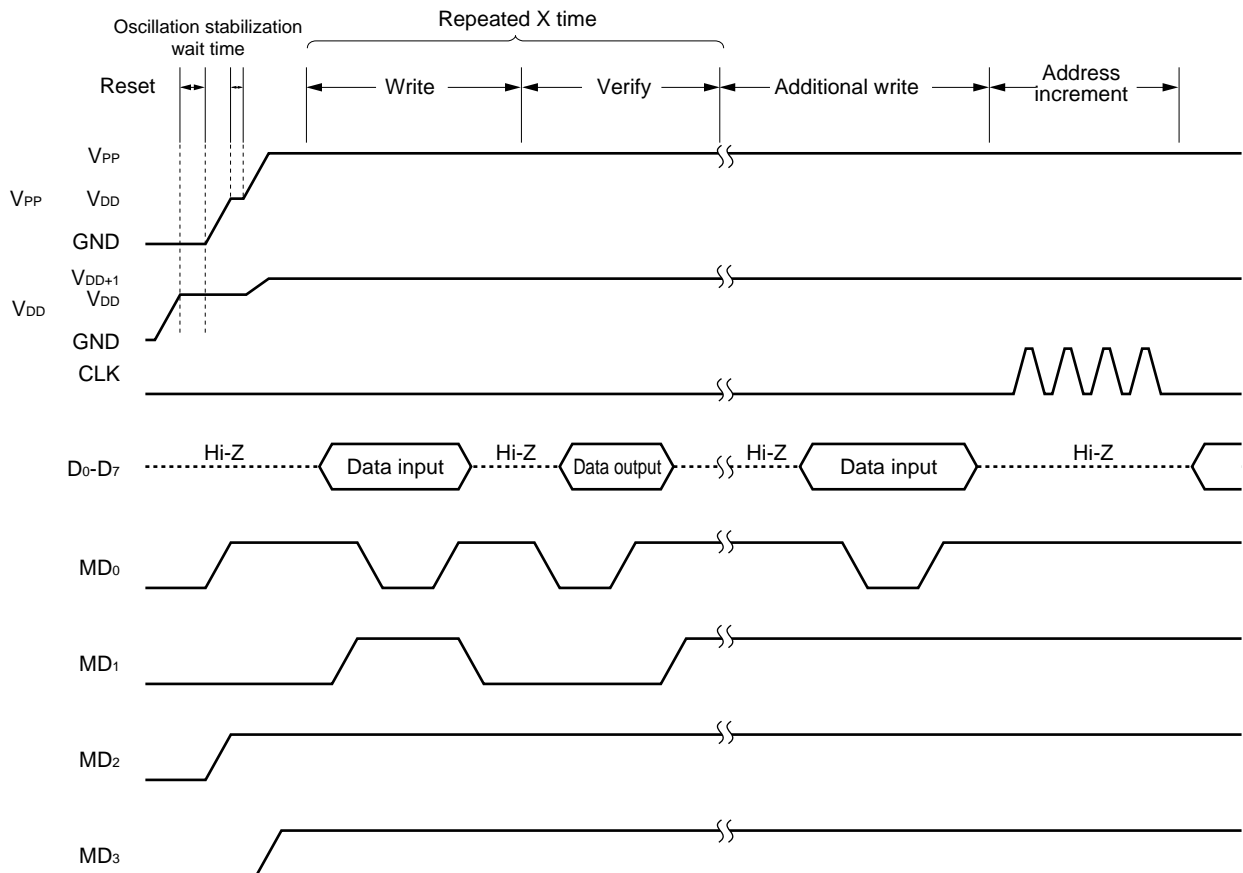 Repeated X time
Oscillation stabilization
wait time
Reset
Write
Verify
Additional write
Address
increment
VPP
VPP
VDD
GND
VDD+1
VDD
VDD
GND
CLK
D0-D7
Hi-Z
Data input
Hi-Z
Data output
Hi-Z
Data input
Hi-Z
MD0
MD1
MD2
MD3